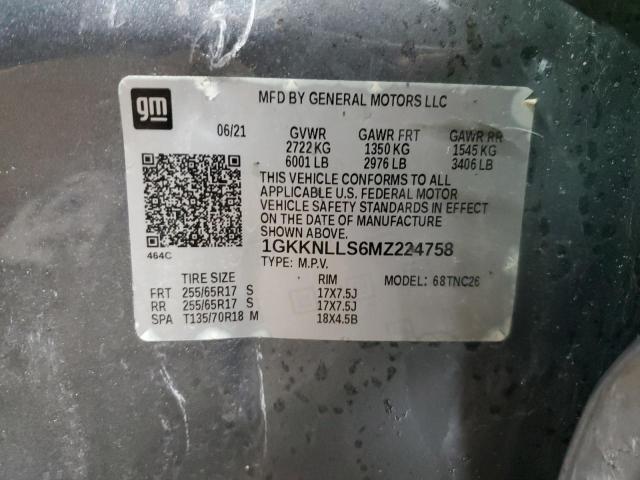 gm
MFD BY GENERAL MOTORS LLC
06/21 GVWR GAWR FRT GAWR RR
2722 KG 1350 KG 1545 KG
6001 LB 2976 LB 3406 LB
THIS VEHICLE CONFORMS TO ALL
APPLICABLE U.S. FEDERAL MOTOR
VEHICLE SAFETY STANDARDS IN EFFECT
ON THE DATE OF MANUFACTURE
SHOWN ABOVE.
464C
1GKKNLLS6MZ224758
TYPE: M.P.V.
TIRE SIZE RIM MODEL: 68TNC26
FRT 255/65R17 S 17X7.5J
RR 255/65R17 S 17X7.5J
SPA T135/70R18 M 18X4.5B